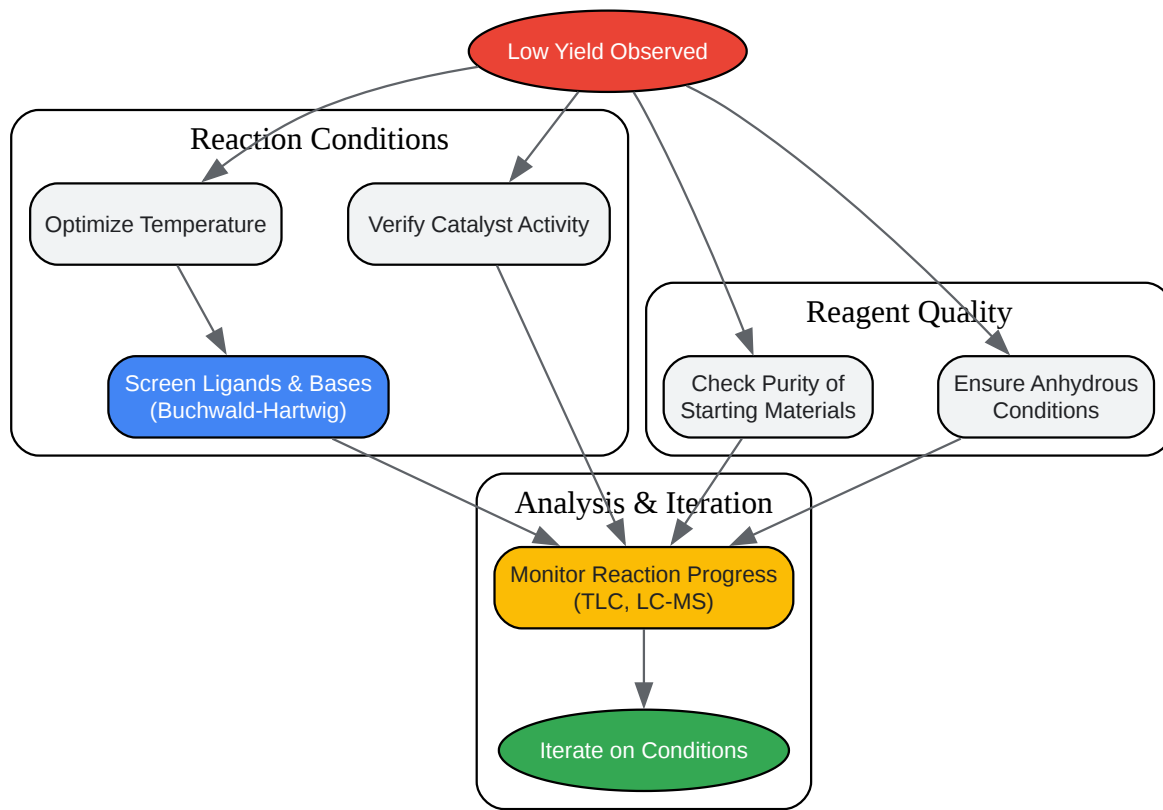 Low Yield Observed
Reaction Conditions
Optimize Temperature
Verify Catalyst Activity
Screen Ligands & Bases
(Buchwald-Hartwig)
Reagent Quality
Check Purity of
Starting Materials
Ensure Anhydrous
Conditions
Analysis & Iteration
Monitor Reaction Progress
(TLC, LC-MS)
Iterate on Conditions